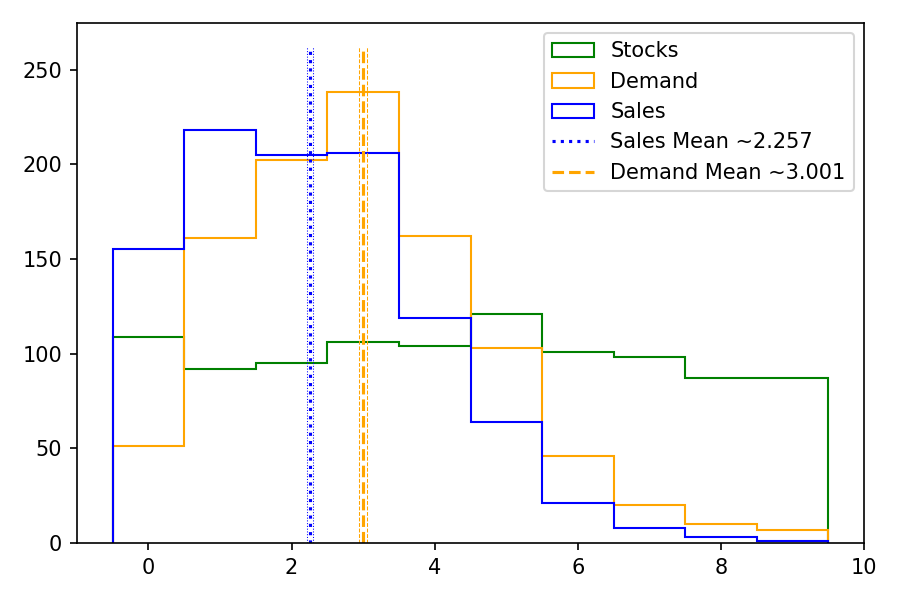 Stocks
Demand
Sales
Sales Mean ~2.257
Demand Mean ~3.001
250
200
150
100
50
0
0 2 4 6 8 10